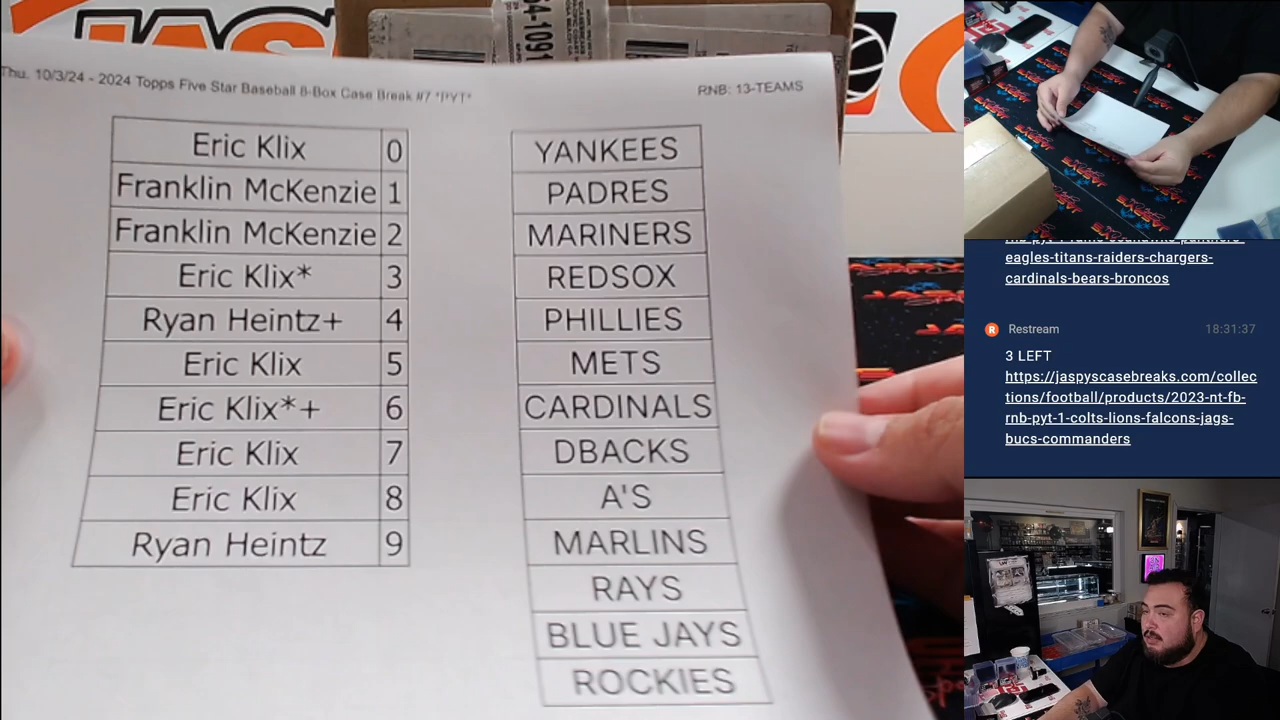 JAS
Thu. 10/3/24 - 2024 Topps Five Star Baseball 8-Box Case Break #7 *PYT*
RNB: 13-TEAMS
Eric Klix 0
Franklin McKenzie 1
Franklin McKenzie 2
Eric Klix* 3
Ryan Heintz+ 4
Eric Klix 5
Eric Klix*+ 6
Eric Klix 7
Eric Klix 8
Ryan Heintz 9
YANKEES
PADRES
MARINERS
REDSOX
PHILLIES
METS
CARDINALS
DBACKS
A'S
MARLINS
RAYS
BLUE JAYS
ROCKIES
eagles-titans-raiders-chargers-
cardinals-bears-broncos
R Restream 18:31:37
3 LEFT
https://jaspyscasebreaks.com/collec
tions/football/products/2023-nt-fb-
rnb-pyt-1-colts-lions-falcons-jags-
bucs-commanders